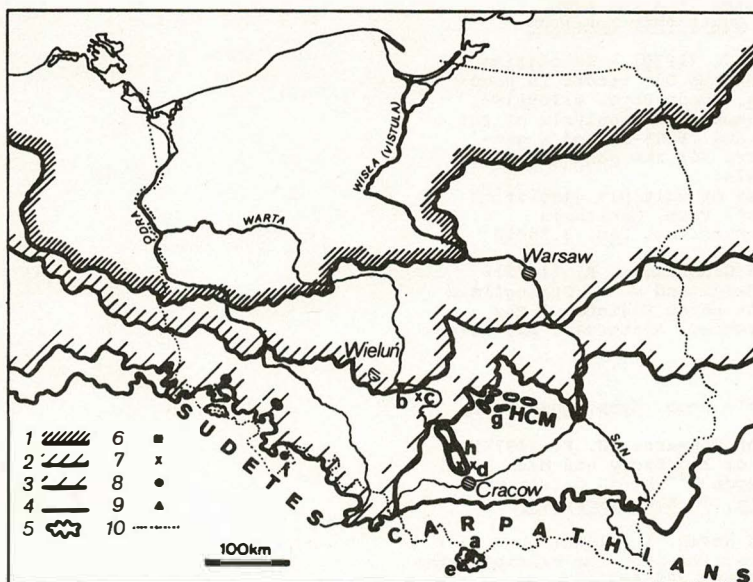 ODRA
WARTA
WISŁA (VISTULA)
Warsaw
Wieluń
b
c
g
HCM
SUDETES
f
h
d
Cracow
SAN
CARPATHIANS
a
e
1
2
3
4
5
6
7
8
9
10
100km